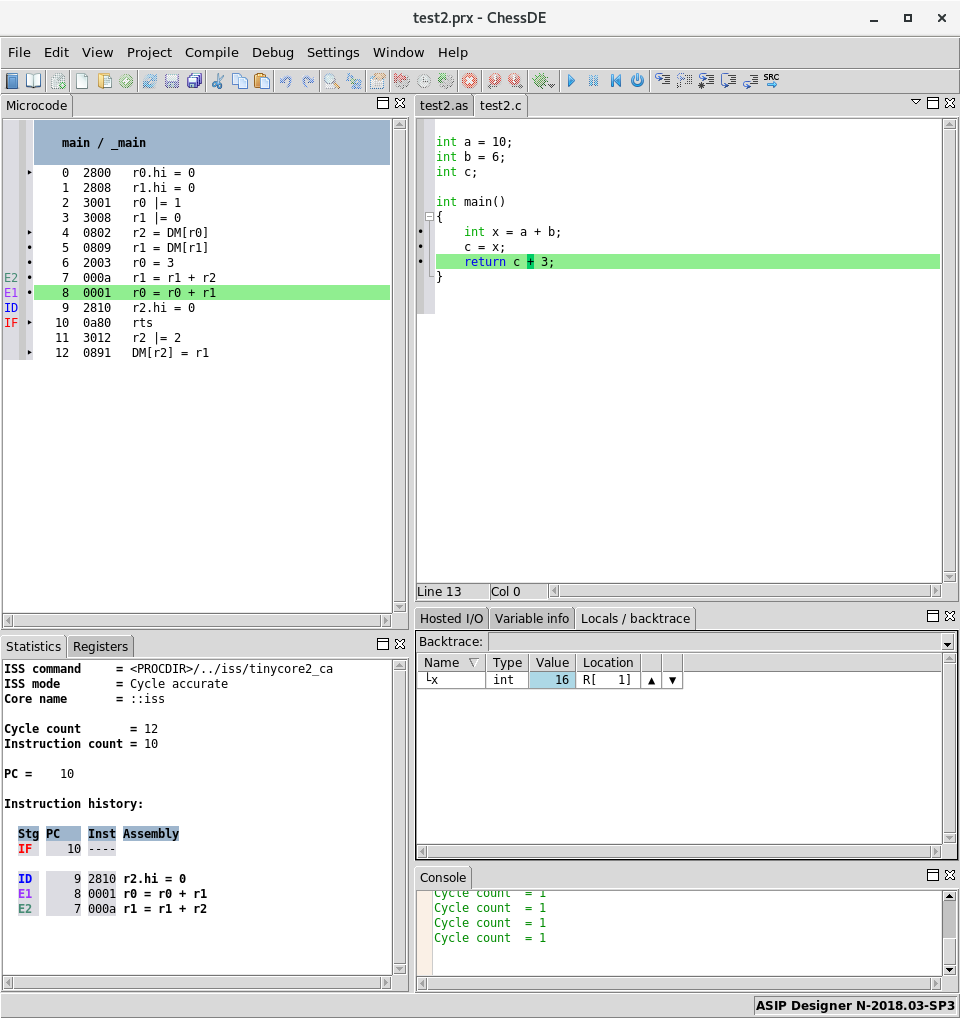 test2.prx - ChessDE
File Edit View Project Compile Debug Settings Window Help
SRC
Microcode
main / _main
0 2800 r0.hi = 0
1 2808 r1.hi = 0
2 3001 r0 |= 1
3 3008 r1 |= 0
4 0802 r2 = DM[r0]
5 0809 r1 = DM[r1]
6 2003 r0 = 3
E2 7 000a r1 = r1 + r2
E1 8 0001 r0 = r0 + r1
ID 9 2810 r2.hi = 0
IF 10 0a80 rts
11 3012 r2 |= 2
12 0891 DM[r2] = r1
test2.as test2.c
int a = 10;
int b = 6;
int c;
int main()
{
int x = a + b;
c = x;
return c + 3;
}
Line 13 Col 0
Statistics Registers
ISS command = <PROCDIR>/../iss/tinycore2_ca
ISS mode = Cycle accurate
Core name = ::iss
Cycle count = 12
Instruction count = 10
PC = 10
Instruction history:
Stg PC Inst Assembly
IF 10 ----
ID 9 2810 r2.hi = 0
E1 8 0001 r0 = r0 + r1
E2 7 000a r1 = r1 + r2
Hosted I/O Variable info Locals / backtrace
Backtrace:
Name Type Value Location
x int 16 R[ 1]
Console
Cycle count = 1
Cycle count = 1
Cycle count = 1
Cycle count = 1
ASIP Designer N-2018.03-SP3